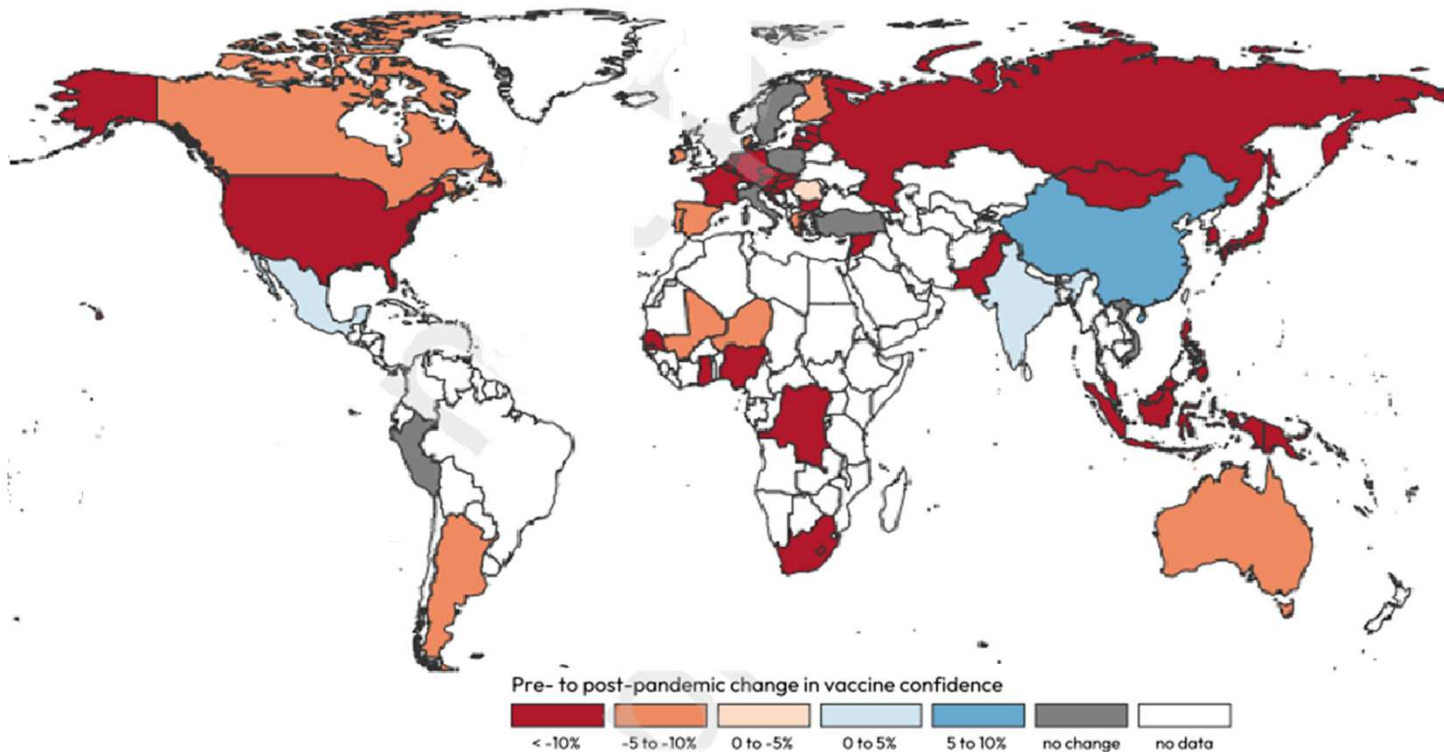 Pre- to post-pandemic change in vaccine confidence
< -10%
-5 to -10%
0 to -5%
0 to 5%
5 to 10%
no change
no data